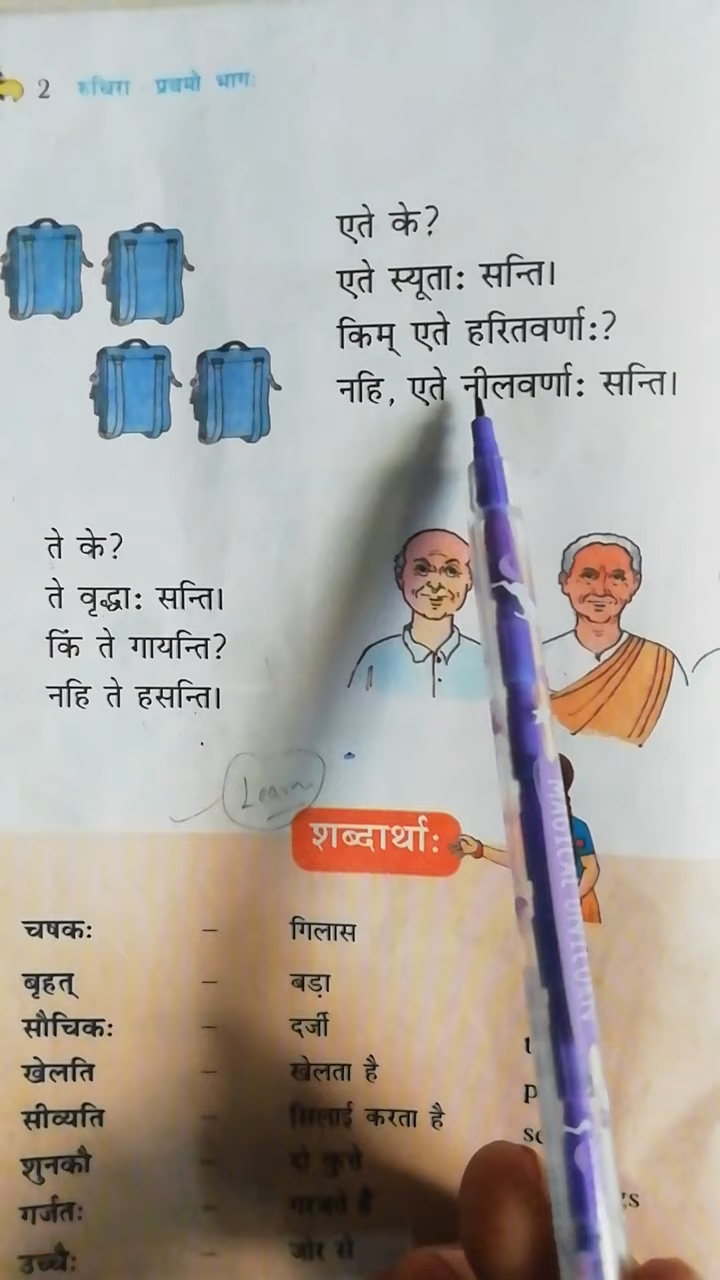 2 रुचिरा प्रथमो भागः
एते के?
एते स्यूताः सन्ति।
किम् एते हरितवर्णाः?
नहि, एते नीलवर्णाः सन्ति।
ते के?
ते वृद्धाः सन्ति।
किं ते गायन्ति?
नहि ते हसन्ति।
Learn
शब्दार्थाः
चषकः – गिलास
बृहत् – बड़ा
सौचिकः – दर्जी
खेलति – खेलता है
सीव्यति – सिलाई करता है
शुनकौ – दो कुत्ते
गर्जतः – गरजते हैं
उच्चैः – जोर से